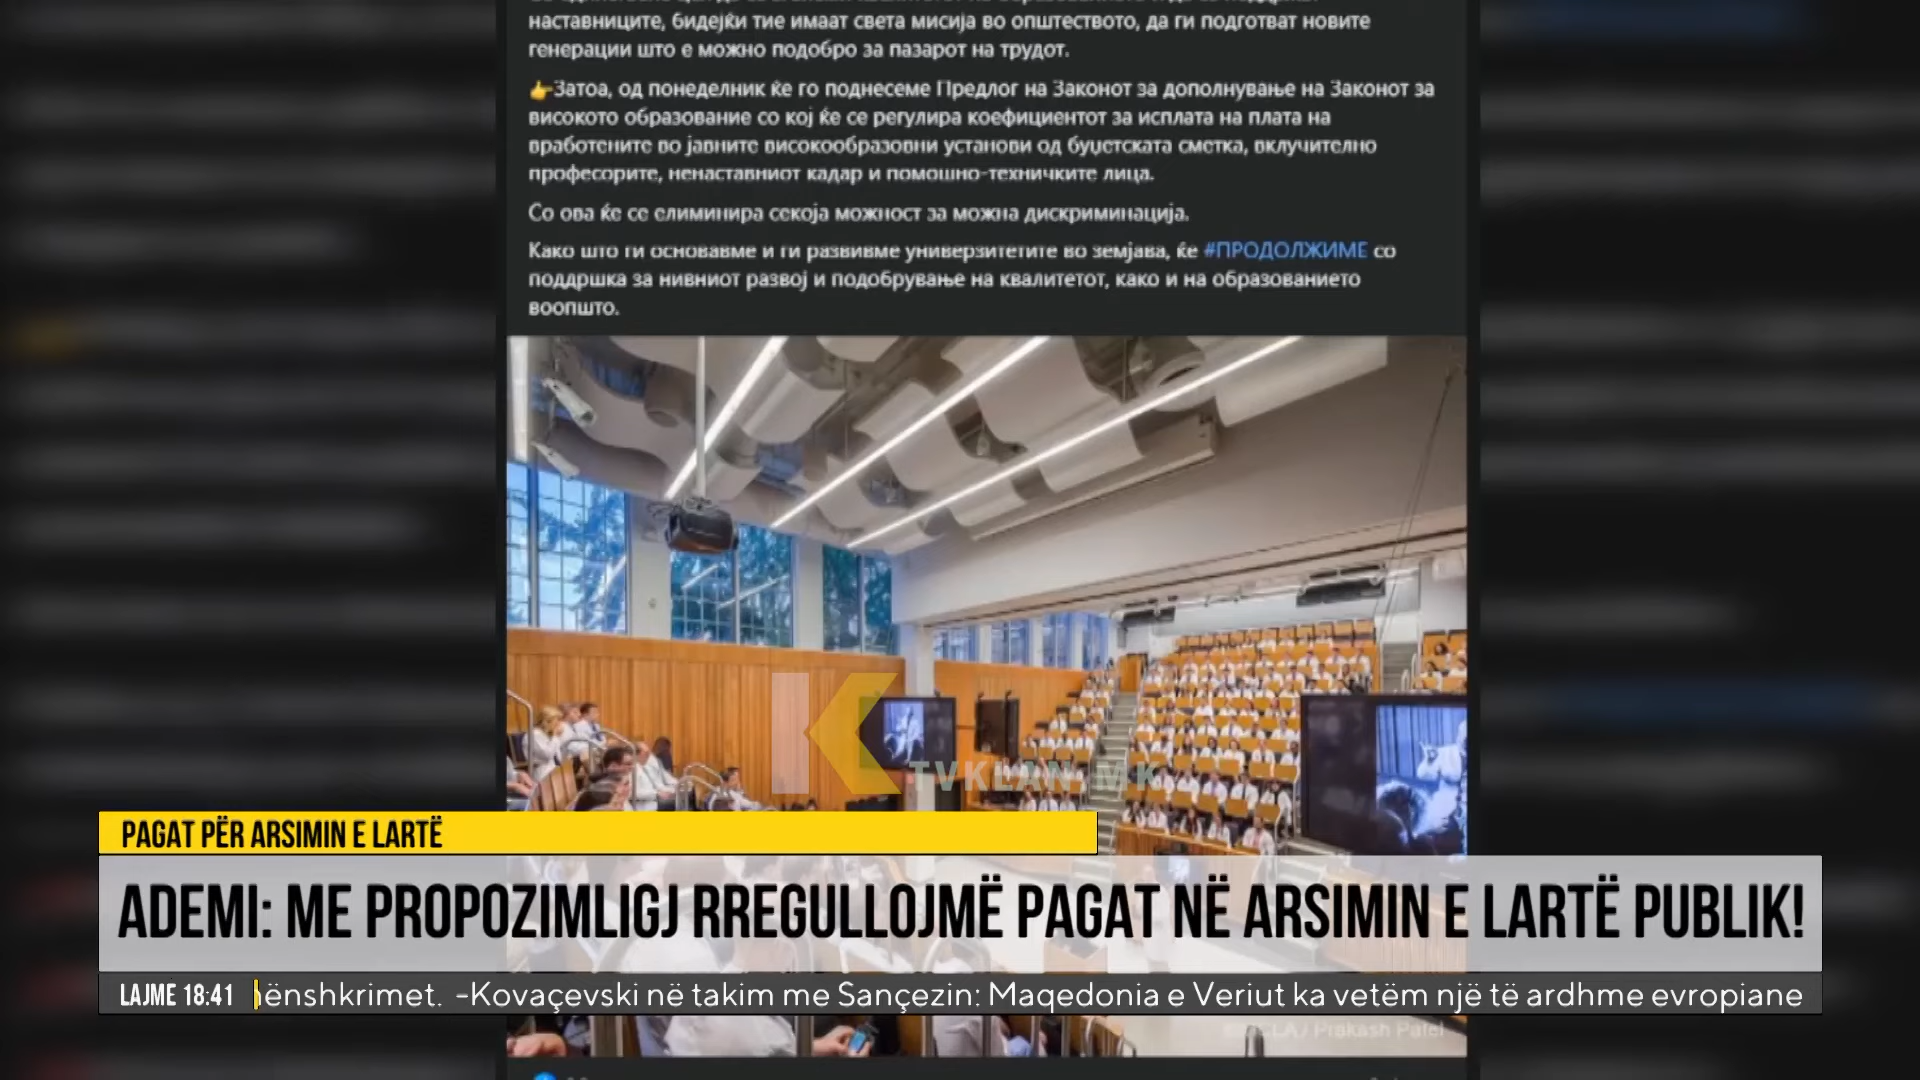 наставниците, бидејќи тие имаат света мисија во општеството, да ги подготват новите
генерации што е можно подобро за пазарот на трудот.
👉Затоа, од понеделник ќе го поднесеме Предлог на Законот за дополнување на Законот за
високото образование со кој ќе се регулира коефициентот за исплата на плата на
вработените во јавните високообразовни установи од буџетската сметка, вклучително
професорите, ненаставниот кадар и помошно-техничките лица.
Со ова ќе се елиминира секоја можност за можна дискриминација.
Како што ги основавме и ги развивме универзитетите во земјава, ќе #ПРОДОЛЖИМЕ со
поддршка за нивниот развој и подобрување на квалитетот, како и на образованието
воопшто.
TVKLAN.MK
PAGAT PËR ARSIMIN E LARTË
ADEMI: ME PROPOZIMLIGJ RREGULLOJMË PAGAT NË ARSIMIN E LARTË PUBLIK!
LAJME 18:41 hënshkrimet. -Kovaçevski në takim me Sançezin: Maqedonia e Veriut ka vetëm një të ardhme evropiane
/ Prakash Patel